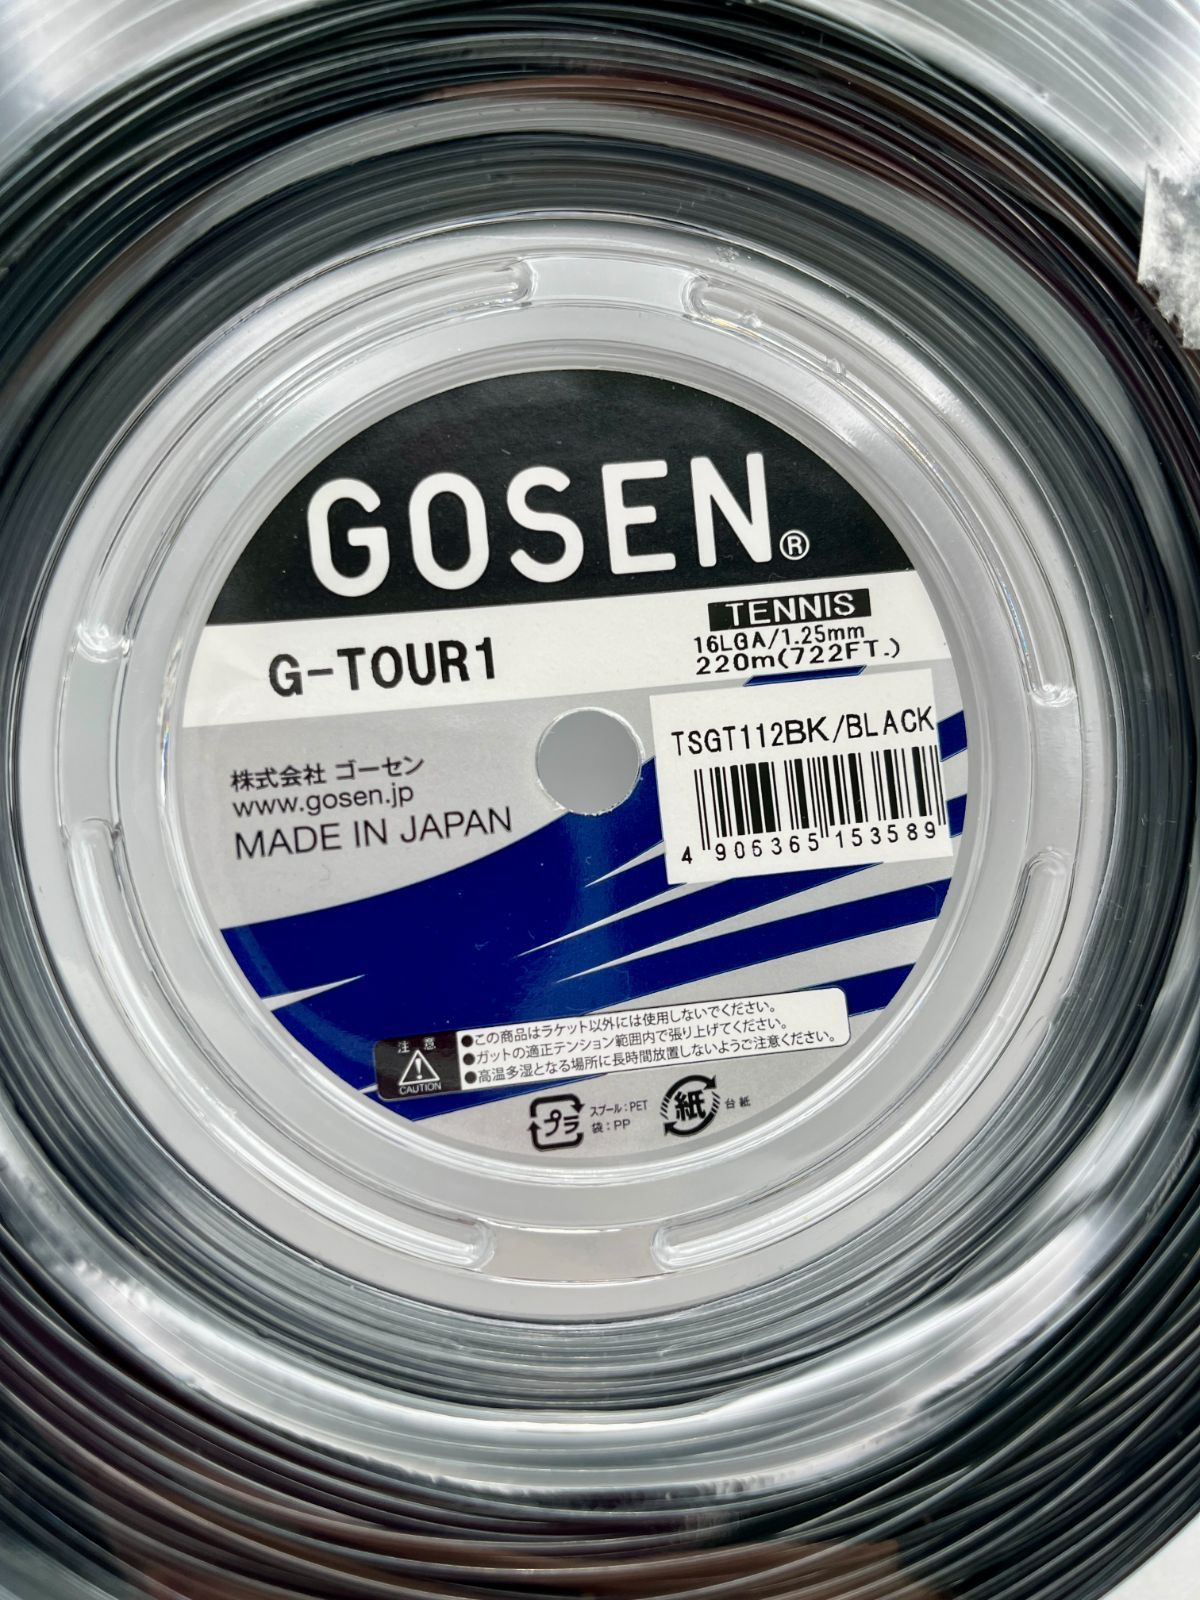 GOSEN®
TENNIS
G-TOUR1
16LGA/1.25mm
220m(722FT.)
TSGT112BK/BLACK
4 906365 153589
株式会社 ゴーセン
www.gosen.jp
MADE IN JAPAN
注 意
CAUTION
●この商品はラケット以外には使用しないでください。
●ガットの適正テンション範囲内で張り上げてください。
●高温多湿となる場所に長時間放置しないようご注意ください。
プラ
スプール：PET
袋：PP
紙
台紙